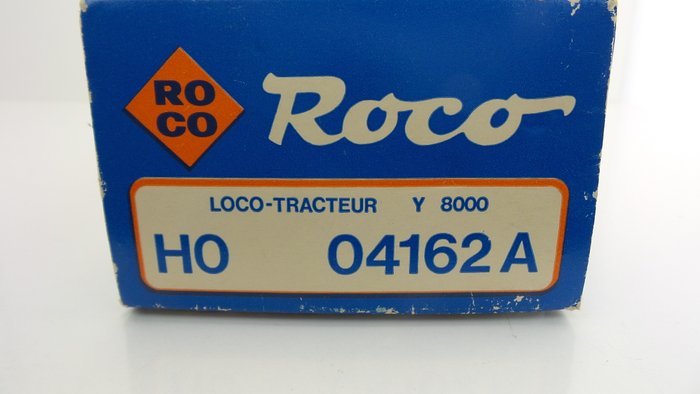 RO
CO
Roco
LOCO-TRACTEUR Y 8000
HO 04162 A